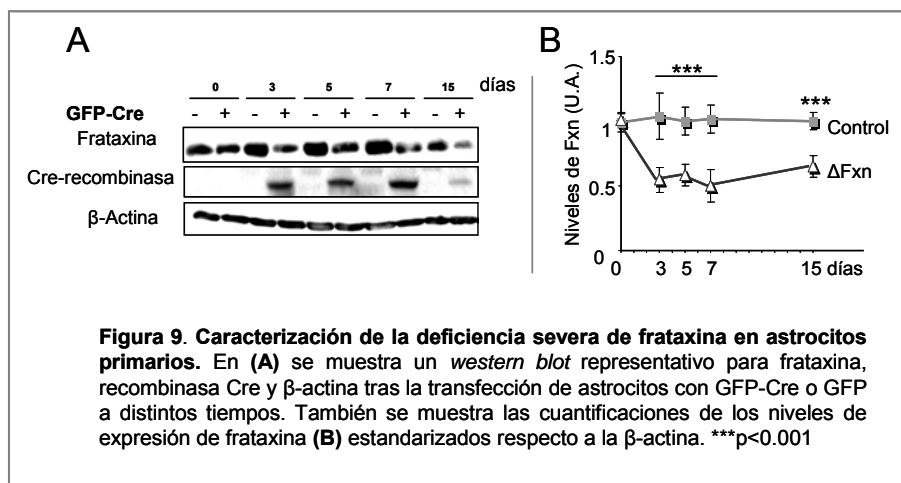 A
0 3 5 7 15 días
GFP-Cre - + - + - + - + - +
Frataxina
Cre-recombinasa
β-Actina
B
Niveles de Fxn (U.A.)
1.5
1
0.5
0
***
***
Control
ΔFxn
0 3 5 7 15 días
Figura 9. Caracterización de la deficiencia severa de frataxina en astrocitos
primarios. En (A) se muestra un western blot representativo para frataxina,
recombinasa Cre y β-actina tras la transfección de astrocitos con GFP-Cre o GFP
a distintos tiempos. También se muestra las cuantificaciones de los niveles de
expresión de frataxina (B) estandarizados respecto a la β-actina. ***p<0.001